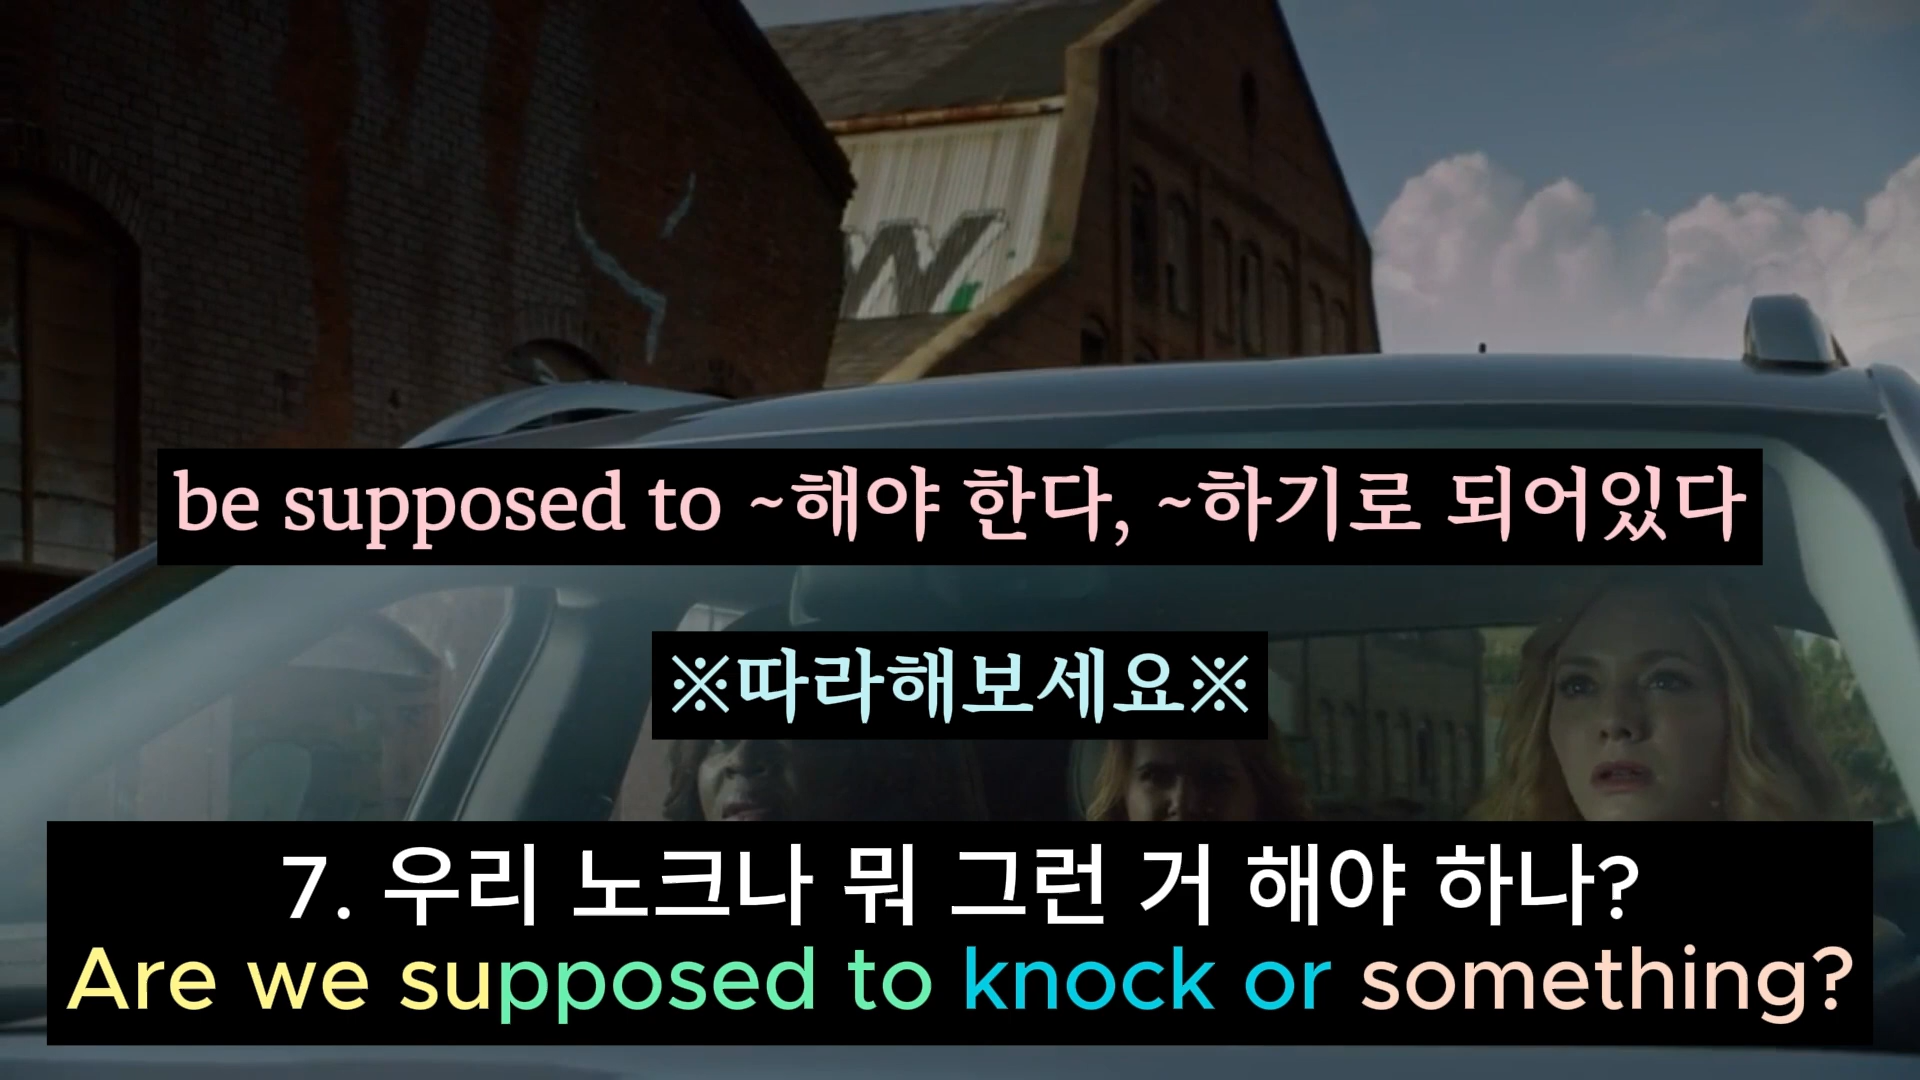 W
be supposed to ~해야 한다, ~하기로 되어있다
※따라해보세요※
7. 우리 노크나 뭐 그런 거 해야 하나?
Are we supposed to knock or something?